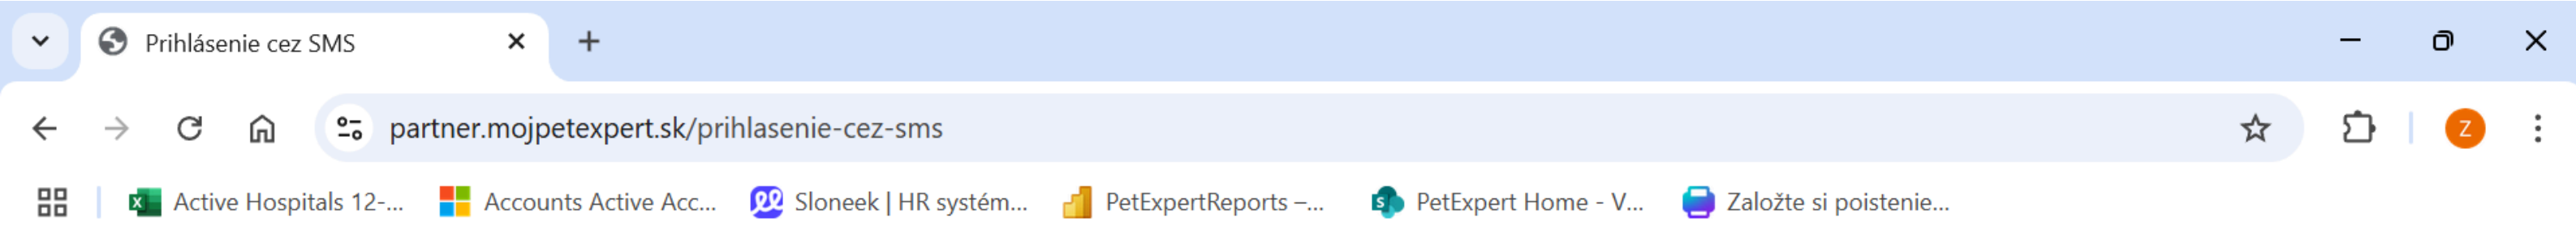 Prihlásenie cez SMS
partner.mojpetexpert.sk/prihlasenie-cez-sms
Z
Active Hospitals 12-... Accounts Active Acc... Sloneek | HR systém... PetExpertReports –... PetExpert Home - V... Založte si poistenie...